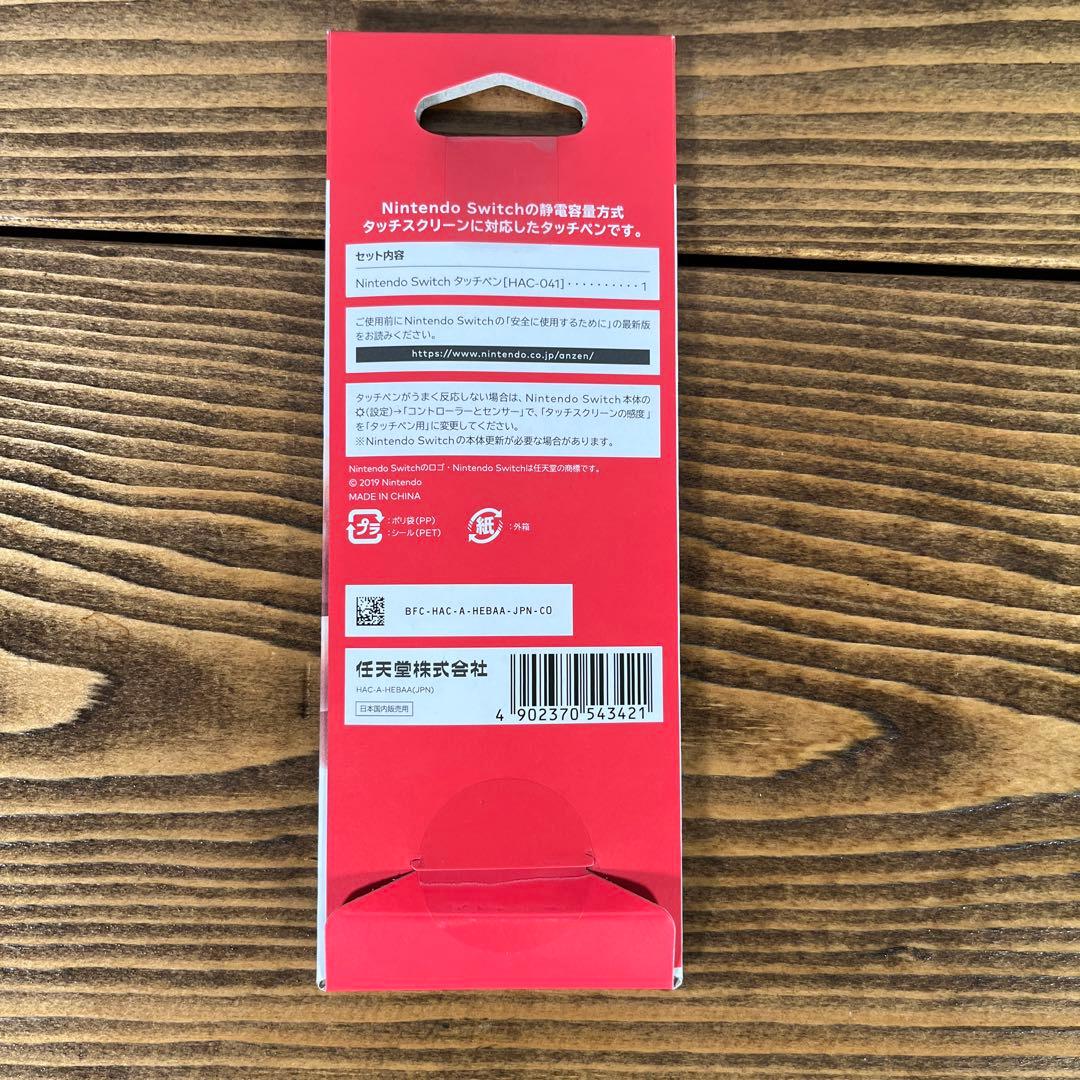 Nintendo Switchの静電容量方式
タッチスクリーンに対応したタッチペンです。
セット内容
Nintendo Switch タッチペン[HAC-041]··········1
ご使用前にNintendo Switchの「安全に使用するために」の最新版
をお読みください。
https://www.nintendo.co.jp/anzen/
タッチペンがうまく反応しない場合は、Nintendo Switch本体の
(設定)→「コントローラーとセンサー」で、「タッチスクリーンの感度」
を「タッチペン用」に変更してください。
※Nintendo Switchの本体更新が必要な場合があります。
Nintendo Switchのロゴ・Nintendo Switchは任天堂の商標です。
© 2019 Nintendo
MADE IN CHINA
プラ :ポリ袋(PP)
:シール(PET)
紙 :外箱
BFC-HAC-A-HEBAA-JPN-C0
任天堂株式会社
HAC-A-HEBAA(JPN)
日本国内販売用
4 902370 543421